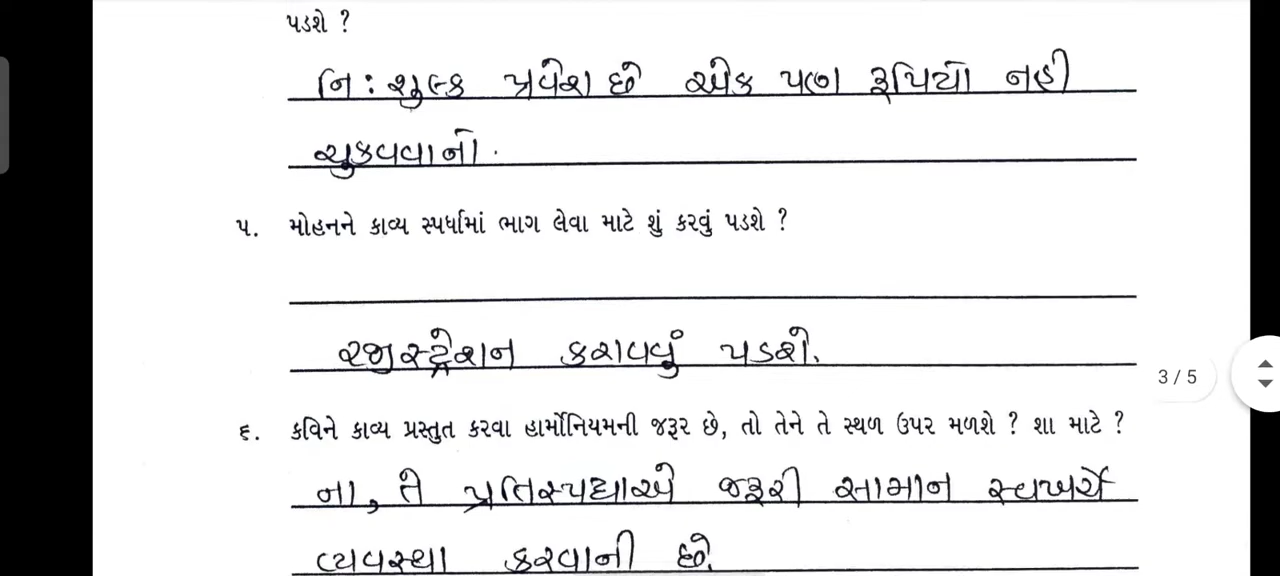 પડશે ?
નિ : શુલ્ક પ્રવેશ છે એક પણ રૂપિયો નહી
ચુકવવાનો.
૫. મોહનને કાવ્ય સ્પર્ધામાં ભાગ લેવા માટે શું કરવું પડશે ?
રજીસ્ટ્રેશન કરાવવું પડશે.
3 / 5
૬. કવિને કાવ્ય પ્રસ્તુત કરવા હાર્મોનિયમની જરૂર છે, તો તેને તે સ્થળ ઉપર મળશે ? શા માટે ?
ના, તે પ્રતિસ્પધાએ જરૂરી સામાન સ્વખર્ચે
વ્યવસ્થા કરવાની છે.